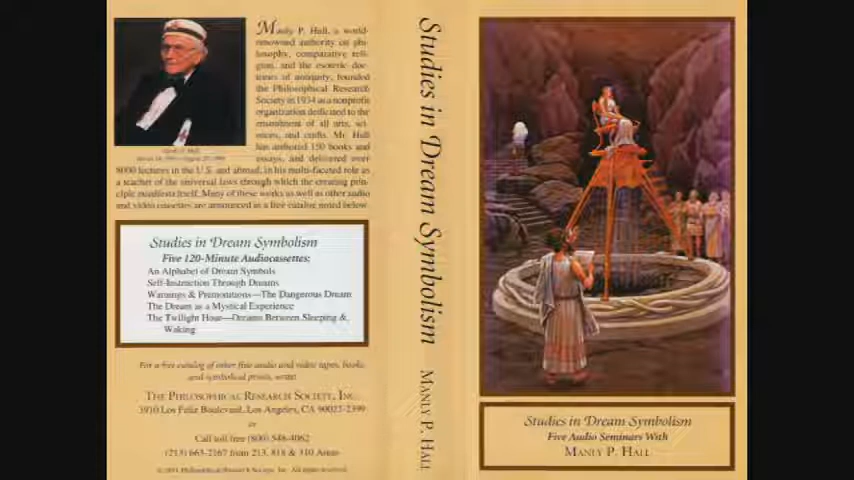 Manly P. Hall, a world-
renowned authority on phi-
losophy, comparative reli-
gion, and the esoteric doc-
trines of antiquity, founded
the Philosophical Research
Society in 1934 as a nonprofit
organization dedicated to the
ensoulment of all arts, sci-
ences, and crafts. Mr. Hall
has authored 150 books and
essays, and delivered over
8000 lectures in the U.S. and abroad, in his multi-faceted role as
a teacher of the universal laws through which the creating prin-
ciple manifests itself. Many of these works as well as other audio
and video cassettes are announced in a free catalog noted below.
Studies in Dream Symbolism
Five 120-Minute Audiocassettes:
An Alphabet of Dream Symbols
Self-Instruction Through Dreams
Warnings & Premonitions—The Dangerous Dream
The Dream as a Mystical Experience
The Twilight Hour—Dreams Between Sleeping &
Waking
For a free catalog of other fine audio and video tapes, books,
and symbolical prints, write:
THE PHILOSOPHICAL RESEARCH SOCIETY, INC.
3910 Los Feliz Boulevard, Los Angeles, CA 90027-2399
or
Call toll free (800) 548-4062
(213) 663-2167 from 213, 818 & 310 Areas
Philosophical Research Society, Inc. All rights reserved.
Studies in Dream Symbolism
MANLY P. HALL
Studies in Dream Symbolism
Five Audio Seminars With
MANLY P. HALL